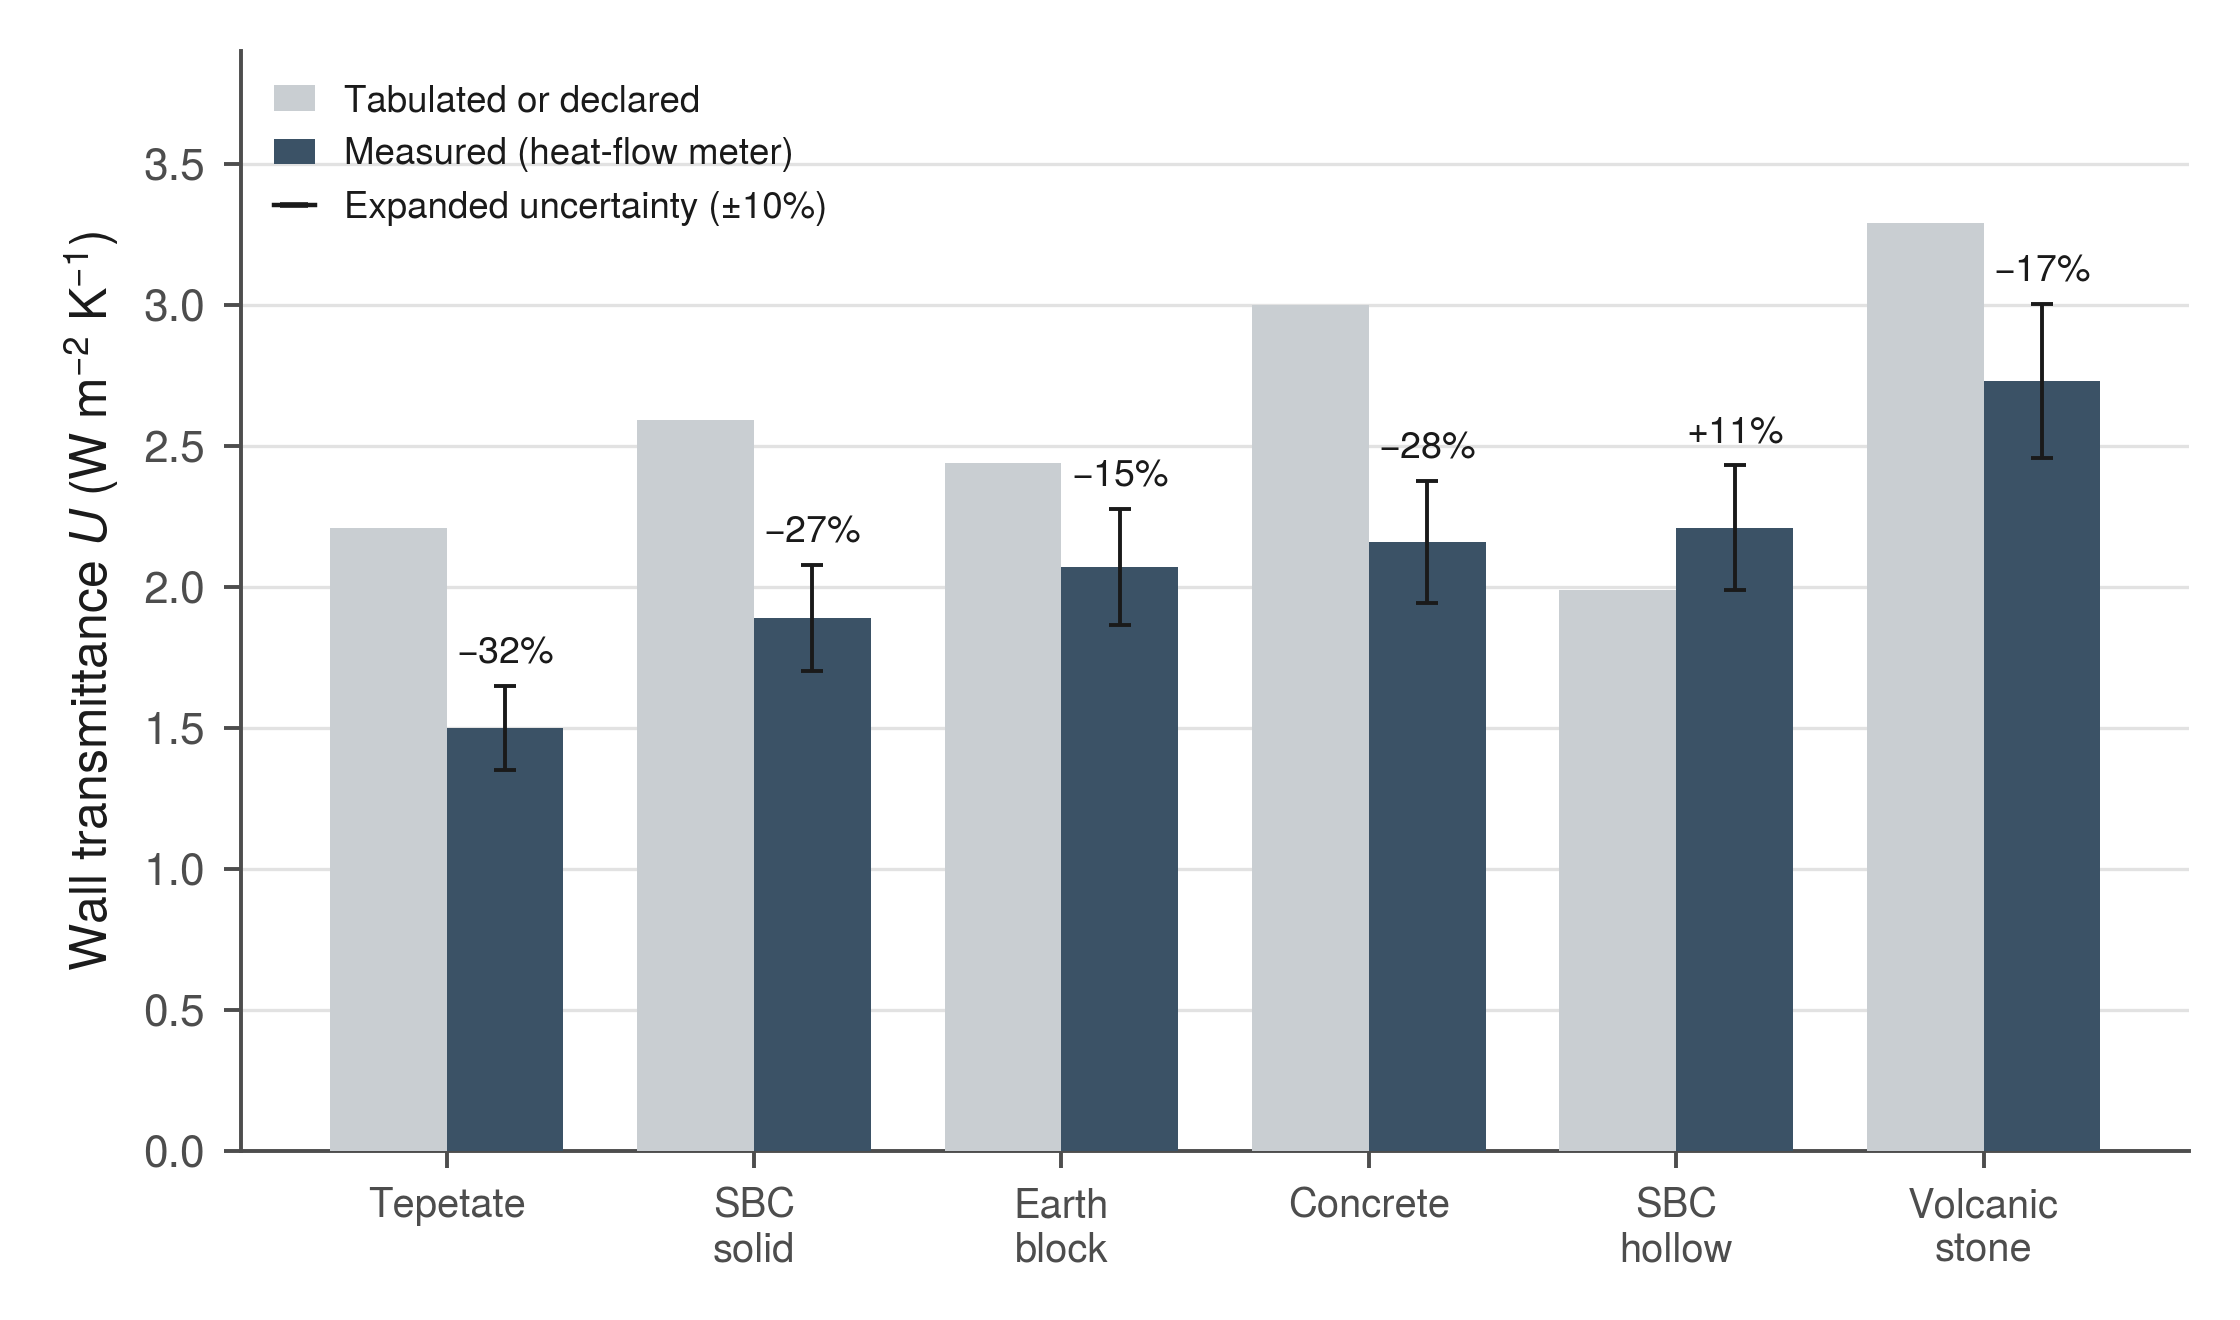 Tabulated or declared
Measured (heat-flow meter)
Expanded uncertainty (±10%)
Wall transmittance U (W m⁻² K⁻¹)
3.5
3.0
2.5
2.0
1.5
1.0
0.5
0.0
−32%
−27%
−15%
−28%
+11%
−17%
Tepetate
SBC
solid
Earth
block
Concrete
SBC
hollow
Volcanic
stone